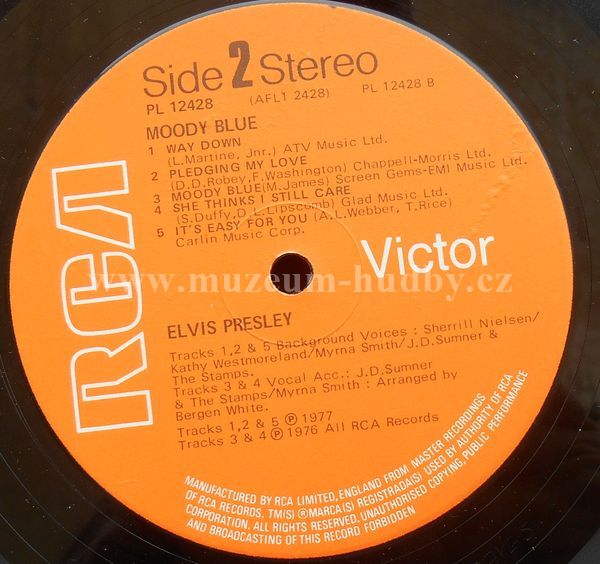 Side 2 Stereo
PL 12428 (AFL1 2428) PL 12428 B
MOODY BLUE
1 WAY DOWN
(L.Martine, Jnr.) ATV Music Ltd.
2 PLEDGING MY LOVE
(D.D.Robey,F.Washington) Chappell-Morris Ltd.
3 MOODY BLUE(M.James) Screen Gems-EMI Music Ltd.
4 SHE THINKS I STILL CARE
(S.Duffy,D.L.Lipscomb) Glad Music Ltd.
5 IT'S EASY FOR YOU (A.L.Webber, T.Rice)
Carlin Music Corp.
RCA
Victor
www.muzeum-hudby.cz
ELVIS PRESLEY
Tracks 1,2 & 5 Background Voices : Sherrill Nielsen/
Kathy Westmoreland/Myrna Smith/J.D.Sumner &
The Stamps.
Tracks 3 & 4 Vocal Acc.: J.D.Sumner
& The Stamps/Myrna Smith : Arranged by
Bergen White.
Tracks 1,2 & 5 Ⓟ 1977
Tracks 3 & 4 Ⓟ 1976 All RCA Records
MANUFACTURED BY RCA LIMITED, ENGLAND FROM MASTER RECORDINGS
OF RCA RECORDS. TM(S) ® MARCA(S) REGISTRADA(S) USED BY AUTHORITY OF RCA
CORPORATION. ALL RIGHTS RESERVED. UNAUTHORISED COPYING, PUBLIC PERFORMANCE
AND BROADCASTING OF THIS RECORD FORBIDDEN